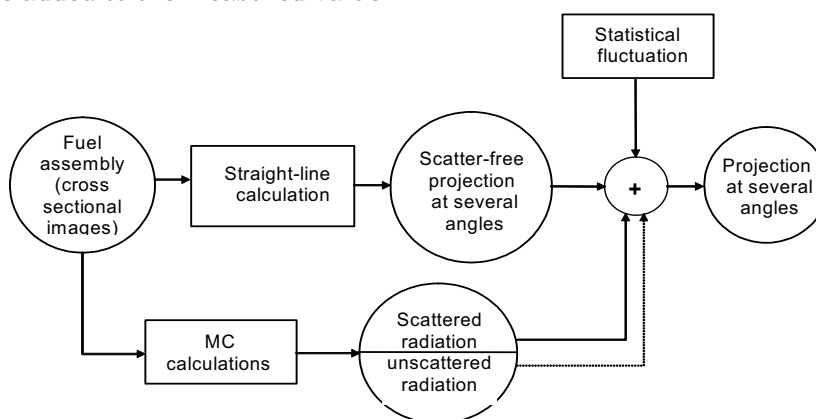 Statistical
fluctuation
Fuel
assembly
(cross
sectional
images)
Straight-line
calculation
Scatter-free
projection
at several
angles
+
Projection
at several
angles
MC
calculations
Scattered
radiation
unscattered
radiation